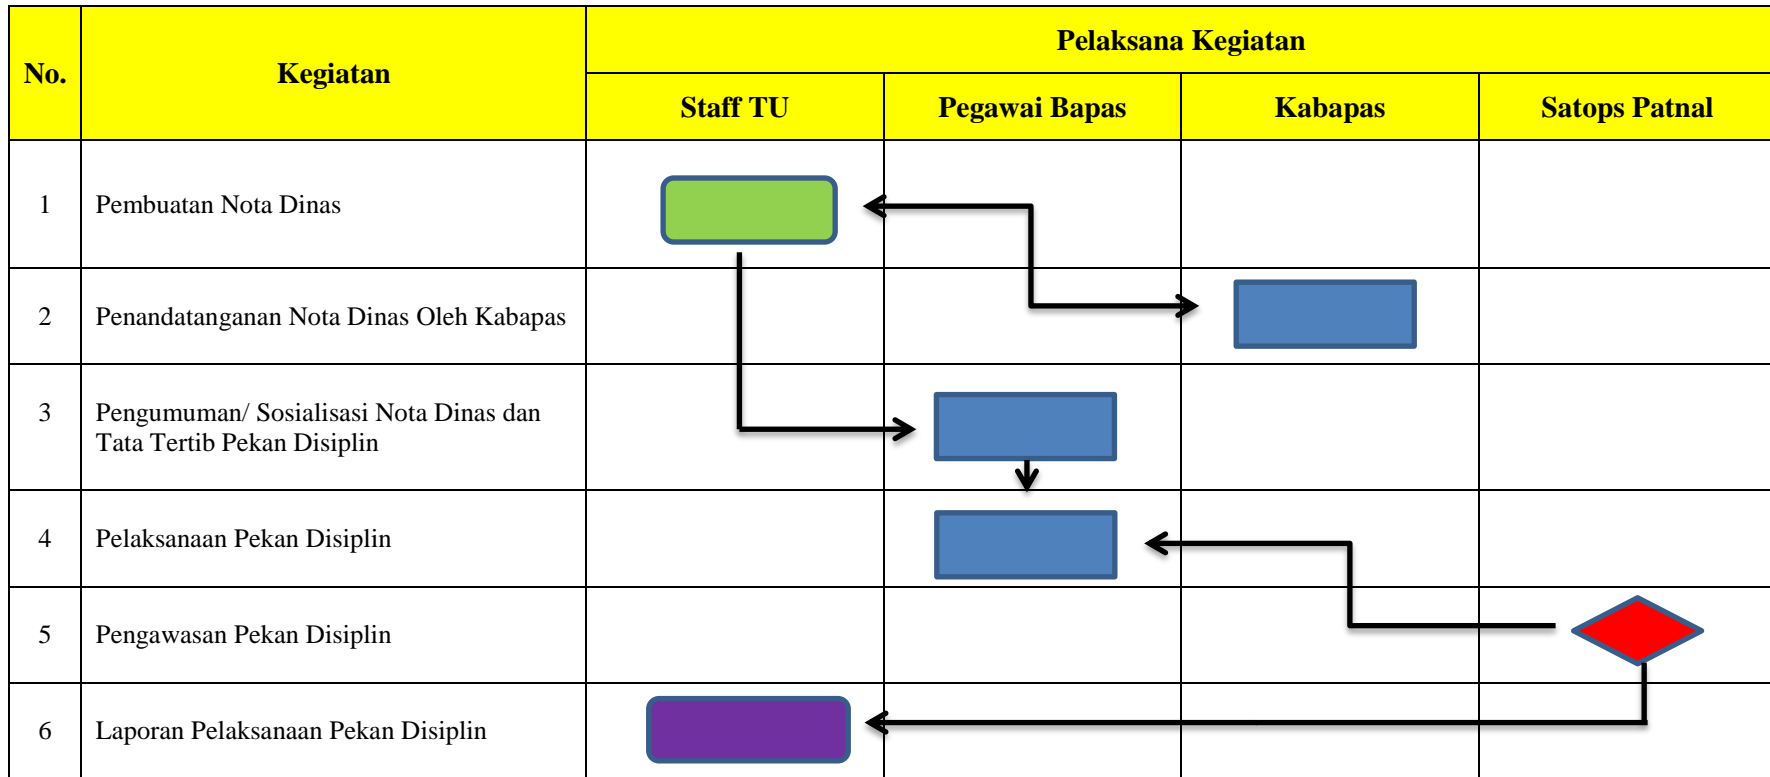 No.
Kegiatan
Pelaksana Kegiatan
Staff TU
Pegawai Bapas
Kabapas
Satops Patnal
1
Pembuatan Nota Dinas
2
Penandatanganan Nota Dinas Oleh Kabapas
3
Pengumuman/ Sosialisasi Nota Dinas dan
Tata Tertib Pekan Disiplin
4
Pelaksanaan Pekan Disiplin
5
Pengawasan Pekan Disiplin
6
Laporan Pelaksanaan Pekan Disiplin